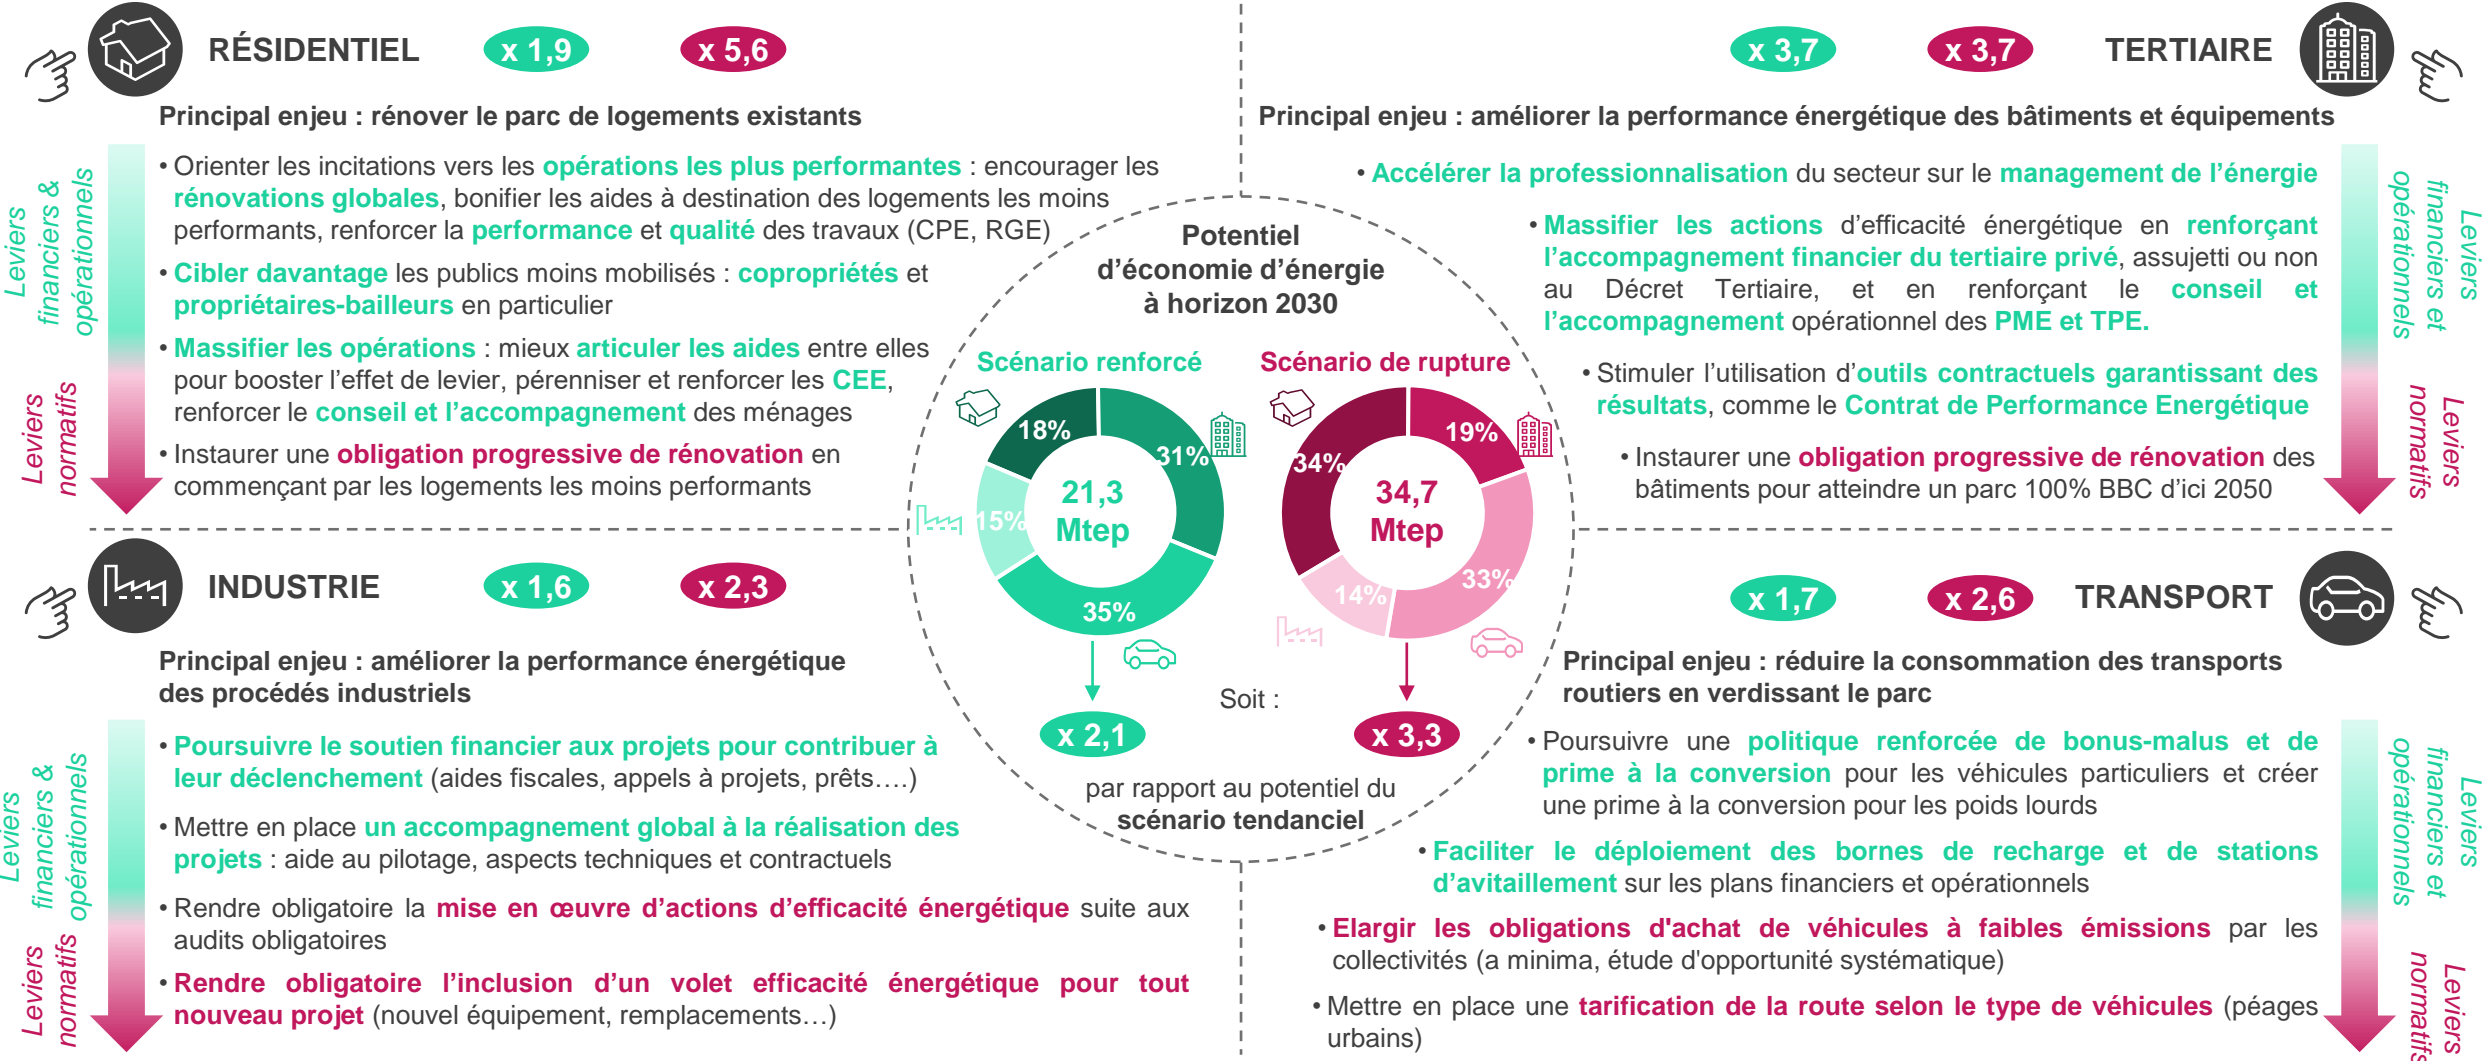 RÉSIDENTIEL
x 1,9
x 5,6
Principal enjeu : rénover le parc de logements existants
Leviers
financiers &
opérationnels
Leviers
normatifs
• Orienter les incitations vers les opérations les plus performantes : encourager les
rénovations globales, bonifier les aides à destination des logements les moins
performants, renforcer la performance et qualité des travaux (CPE, RGE)
• Cibler davantage les publics moins mobilisés : copropriétés et
propriétaires-bailleurs en particulier
• Massifier les opérations : mieux articuler les aides entre elles
pour booster l’effet de levier, pérenniser et renforcer les CEE,
renforcer le conseil et l’accompagnement des ménages
• Instaurer une obligation progressive de rénovation en
commençant par les logements les moins performants
x 3,7
x 3,7
TERTIAIRE
Principal enjeu : améliorer la performance énergétique des bâtiments et équipements
• Accélérer la professionnalisation du secteur sur le management de l’énergie
• Massifier les actions d’efficacité énergétique en renforçant
l’accompagnement financier du tertiaire privé, assujetti ou non
au Décret Tertiaire, et en renforçant le conseil et
l’accompagnement opérationnel des PME et TPE.
• Stimuler l’utilisation d’outils contractuels garantissant des
résultats, comme le Contrat de Performance Energétique
• Instaurer une obligation progressive de rénovation des
bâtiments pour atteindre un parc 100% BBC d’ici 2050
Leviers
financiers et
opérationnels
Leviers
normatifs
Potentiel
d’économie d’énergie
à horizon 2030
Scénario renforcé
18%
31%
15%
35%
21,3
Mtep
Scénario de rupture
34%
19%
14%
33%
34,7
Mtep
Soit :
x 2,1
x 3,3
par rapport au potentiel du
scénario tendanciel
INDUSTRIE
x 1,6
x 2,3
Principal enjeu : améliorer la performance énergétique
des procédés industriels
Leviers
financiers &
opérationnels
Leviers
normatifs
• Poursuivre le soutien financier aux projets pour contribuer à
leur déclenchement (aides fiscales, appels à projets, prêts….)
• Mettre en place un accompagnement global à la réalisation des
projets : aide au pilotage, aspects techniques et contractuels
• Rendre obligatoire la mise en œuvre d’actions d’efficacité énergétique suite aux
audits obligatoires
• Rendre obligatoire l’inclusion d’un volet efficacité énergétique pour tout
nouveau projet (nouvel équipement, remplacements…)
x 1,7
x 2,6
TRANSPORT
Principal enjeu : réduire la consommation des transports
routiers en verdissant le parc
• Poursuivre une politique renforcée de bonus-malus et de
prime à la conversion pour les véhicules particuliers et créer
une prime à la conversion pour les poids lourds
• Faciliter le déploiement des bornes de recharge et de stations
d’avitaillement sur les plans financiers et opérationnels
• Elargir les obligations d'achat de véhicules à faibles émissions par les
collectivités (a minima, étude d'opportunité systématique)
• Mettre en place une tarification de la route selon le type de véhicules (péages
urbains)
Leviers
financiers et
opérationnels
Leviers
normatifs